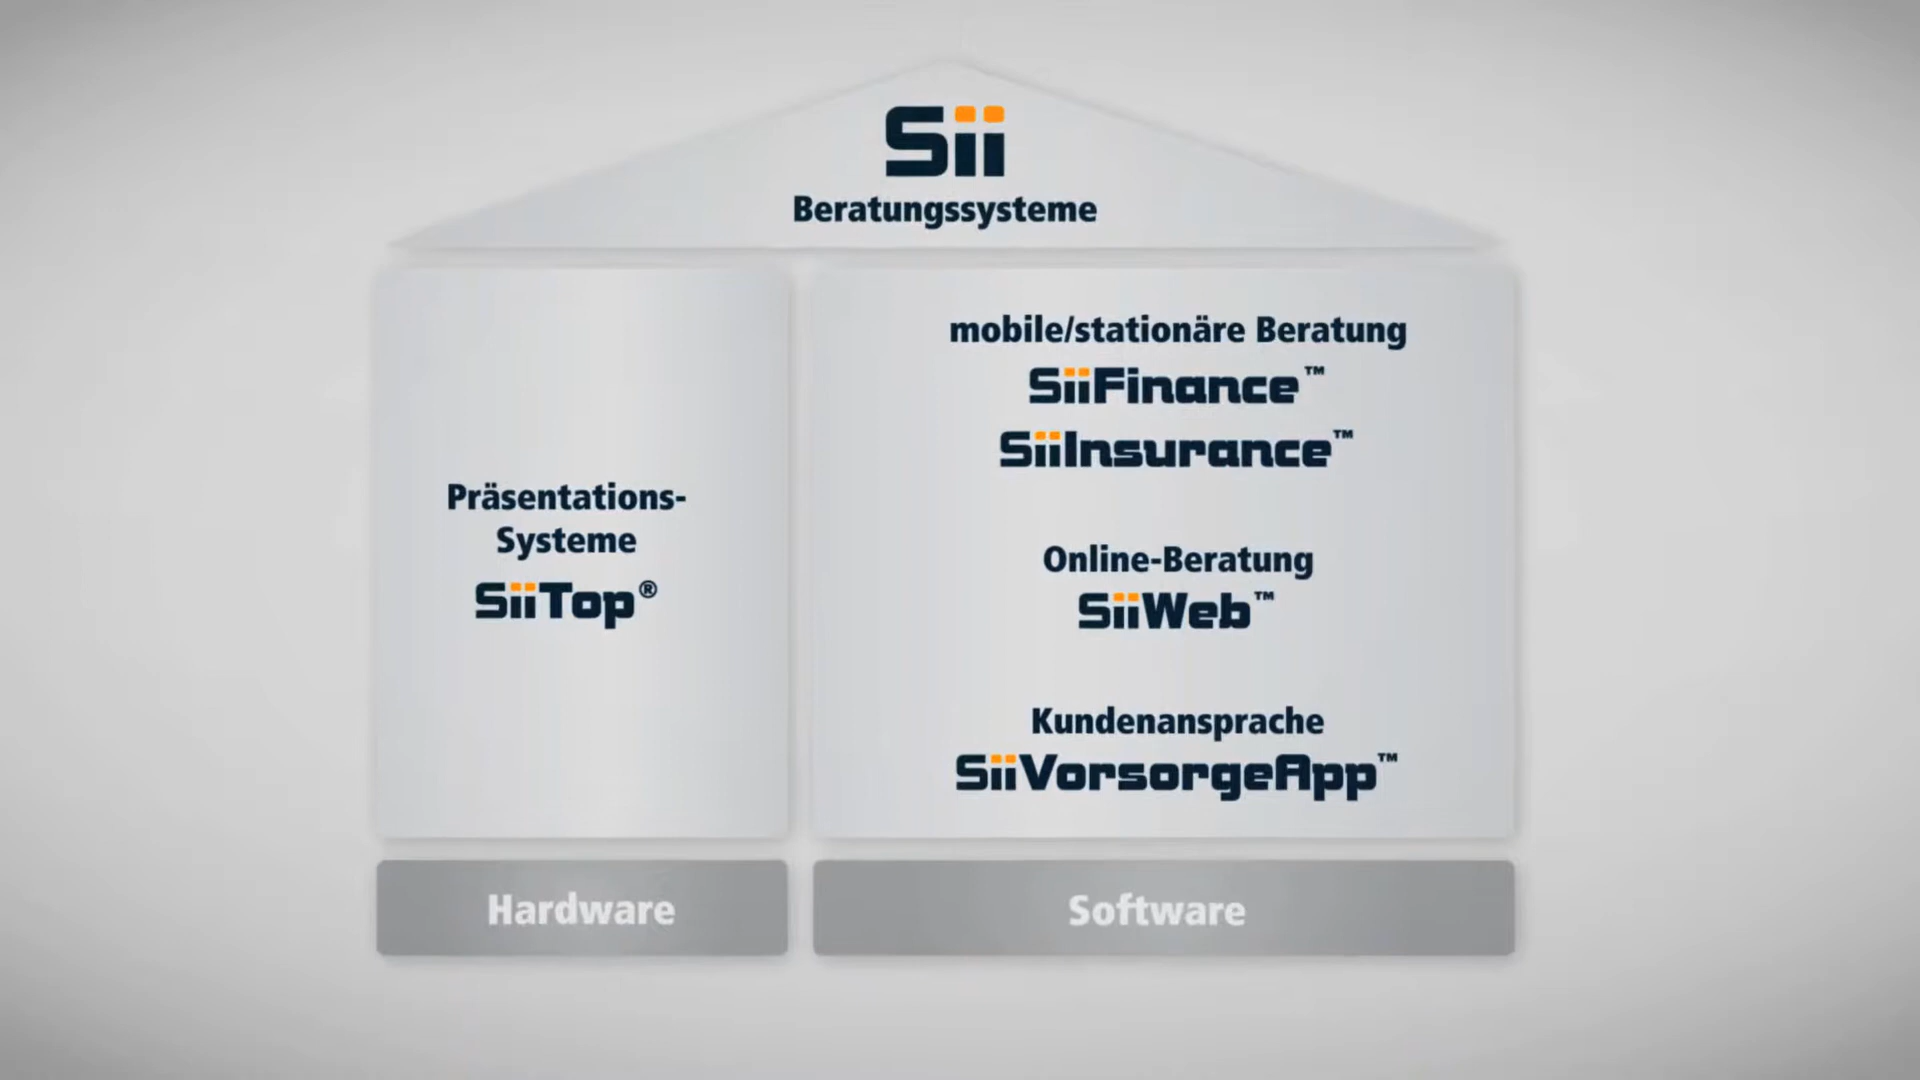 Sii
Beratungssysteme
Präsentations-
Systeme
SiiTop®
Hardware
mobile/stationäre Beratung
SiiFinance™
SiiInsurance™
Online-Beratung
SiiWeb™
Kundenansprache
SiiVorsorgeApp™
Software